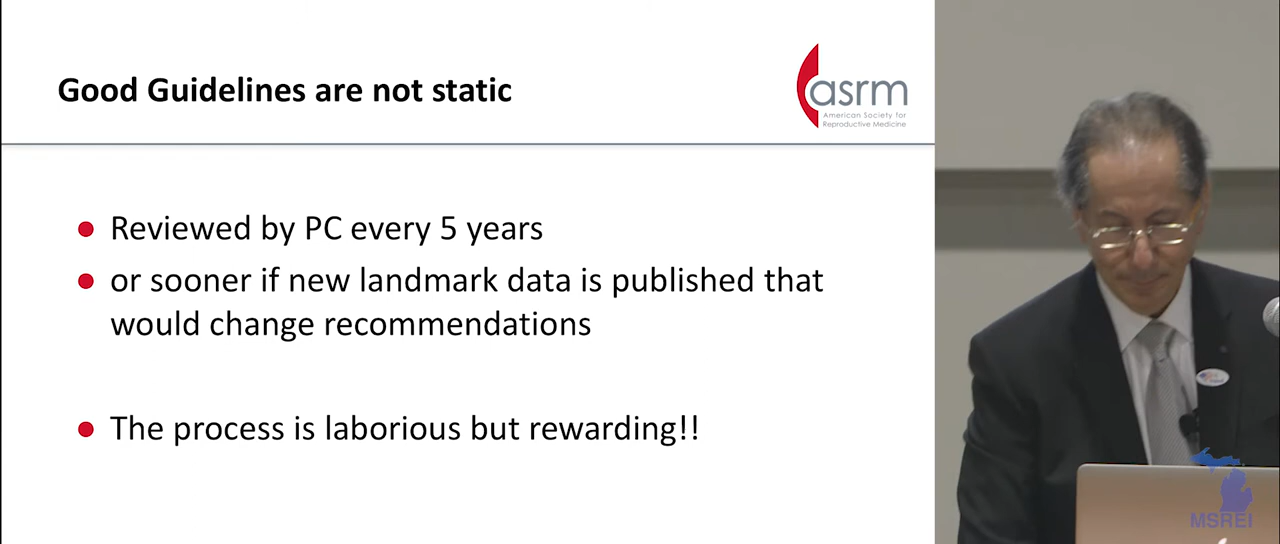 Good Guidelines are not static
asrm
American Society for
Reproductive Medicine
● Reviewed by PC every 5 years
● or sooner if new landmark data is published that
would change recommendations
● The process is laborious but rewarding!!
MSREI